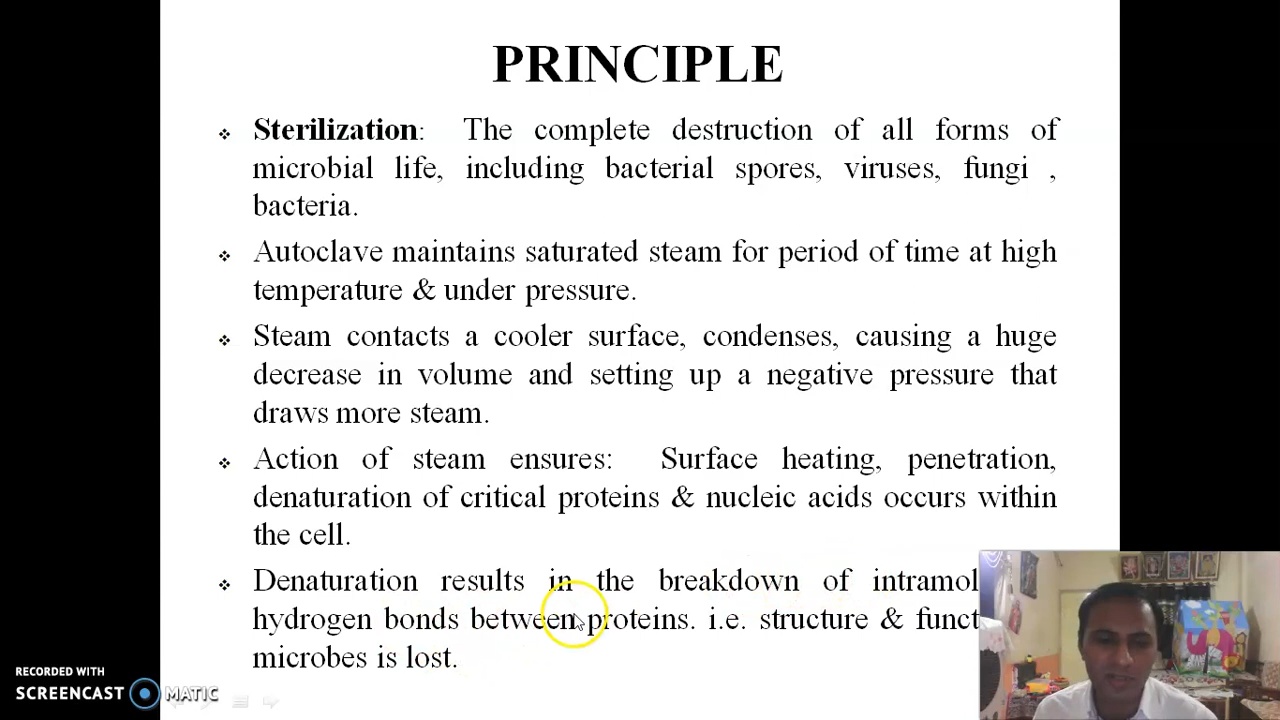 PRINCIPLE
Sterilization: The complete destruction of all forms of
microbial life, including bacterial spores, viruses, fungi ,
bacteria.
Autoclave maintains saturated steam for period of time at high
temperature & under pressure.
Steam contacts a cooler surface, condenses, causing a huge
decrease in volume and setting up a negative pressure that
draws more steam.
Action of steam ensures: Surface heating, penetration,
denaturation of critical proteins & nucleic acids occurs within
the cell.
Denaturation results in the breakdown of intramol
hydrogen bonds between proteins. i.e. structure & funct
microbes is lost.
RECORDED WITH
SCREENCAST MATIC